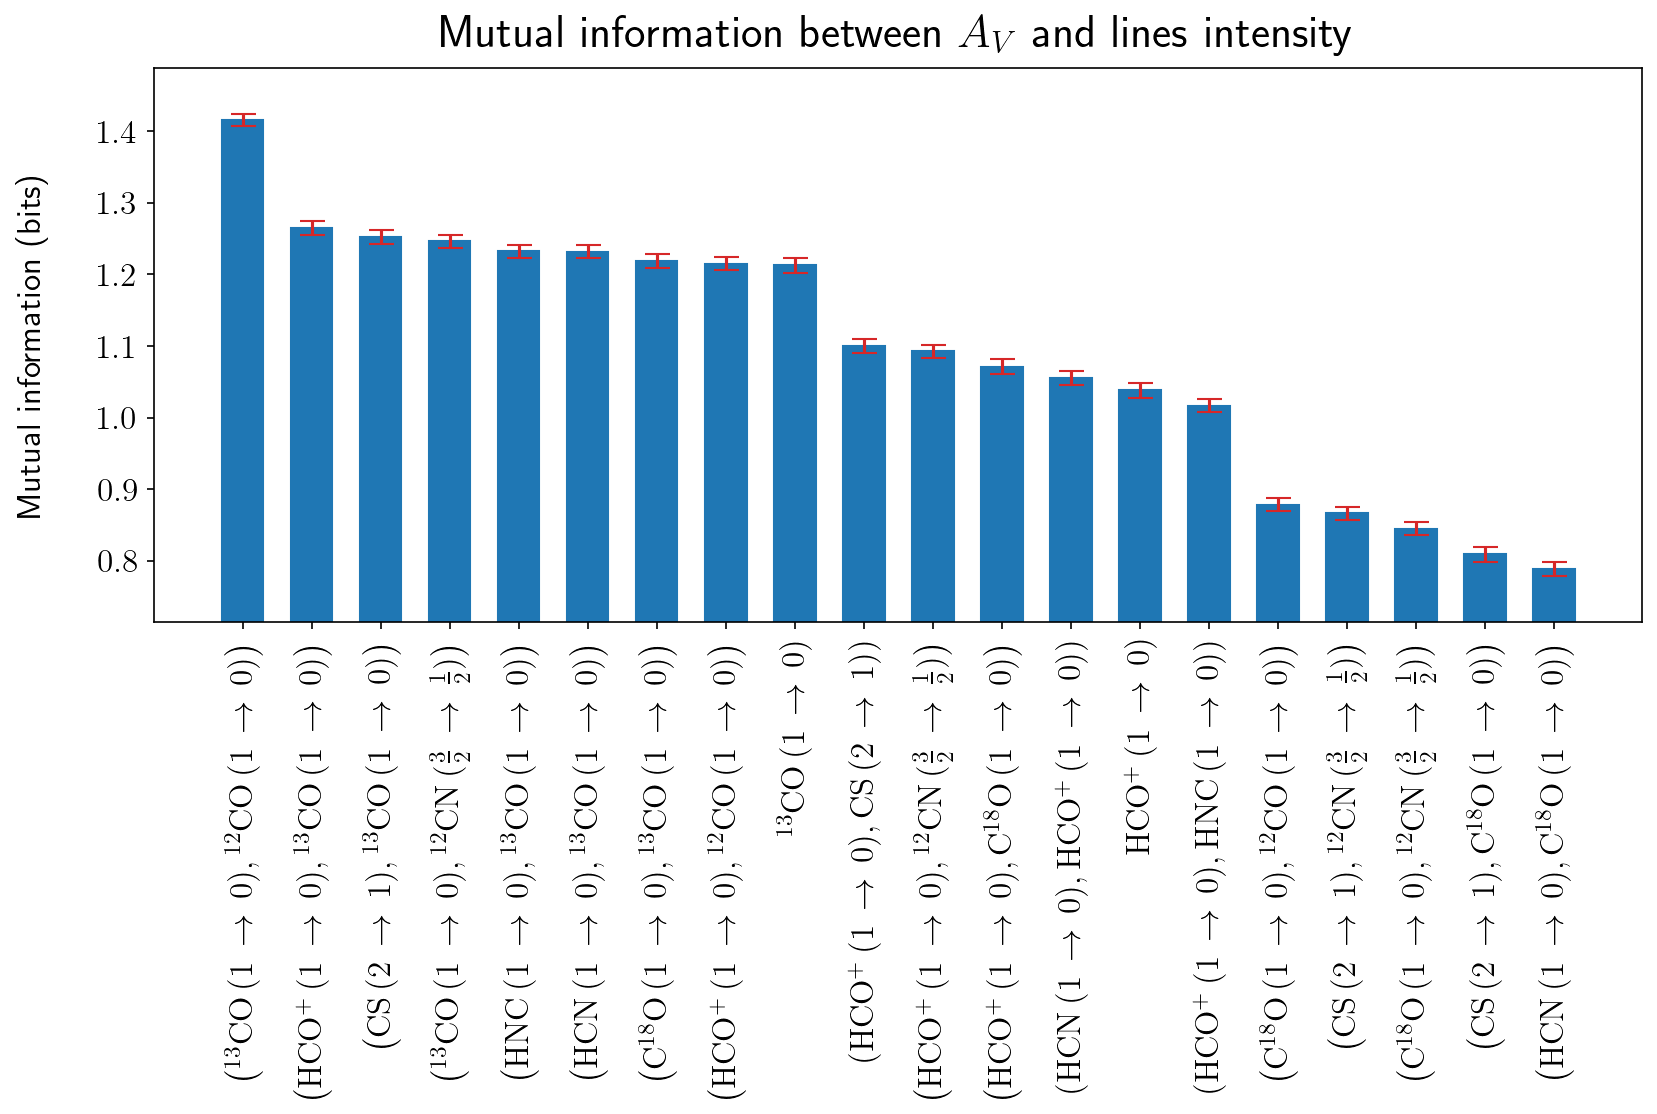 Mutual information between A_V and lines intensity
Mutual information (bits)
1.4
1.3
1.2
1.1
1.0
0.9
0.8
(¹³CO (1 → 0), ¹²CO (1 → 0))
(HCO⁺ (1 → 0), ¹³CO (1 → 0))
(CS (2 → 1), ¹³CO (1 → 0))
(¹³CO (1 → 0), ¹²CN (3/2 → 1/2))
(HNC (1 → 0), ¹³CO (1 → 0))
(HCN (1 → 0), ¹³CO (1 → 0))
(C¹⁸O (1 → 0), ¹³CO (1 → 0))
(HCO⁺ (1 → 0), ¹²CO (1 → 0))
¹³CO (1 → 0)
(HCO⁺ (1 → 0), CS (2 → 1))
(HCO⁺ (1 → 0), ¹²CN (3/2 → 1/2))
(HCO⁺ (1 → 0), C¹⁸O (1 → 0))
(HCN (1 → 0), HCO⁺ (1 → 0))
HCO⁺ (1 → 0)
(HCO⁺ (1 → 0), HNC (1 → 0))
(C¹⁸O (1 → 0), ¹²CO (1 → 0))
(CS (2 → 1), ¹²CN (3/2 → 1/2))
(C¹⁸O (1 → 0), ¹²CN (3/2 → 1/2))
(CS (2 → 1), C¹⁸O (1 → 0))
(HCN (1 → 0), C¹⁸O (1 → 0))